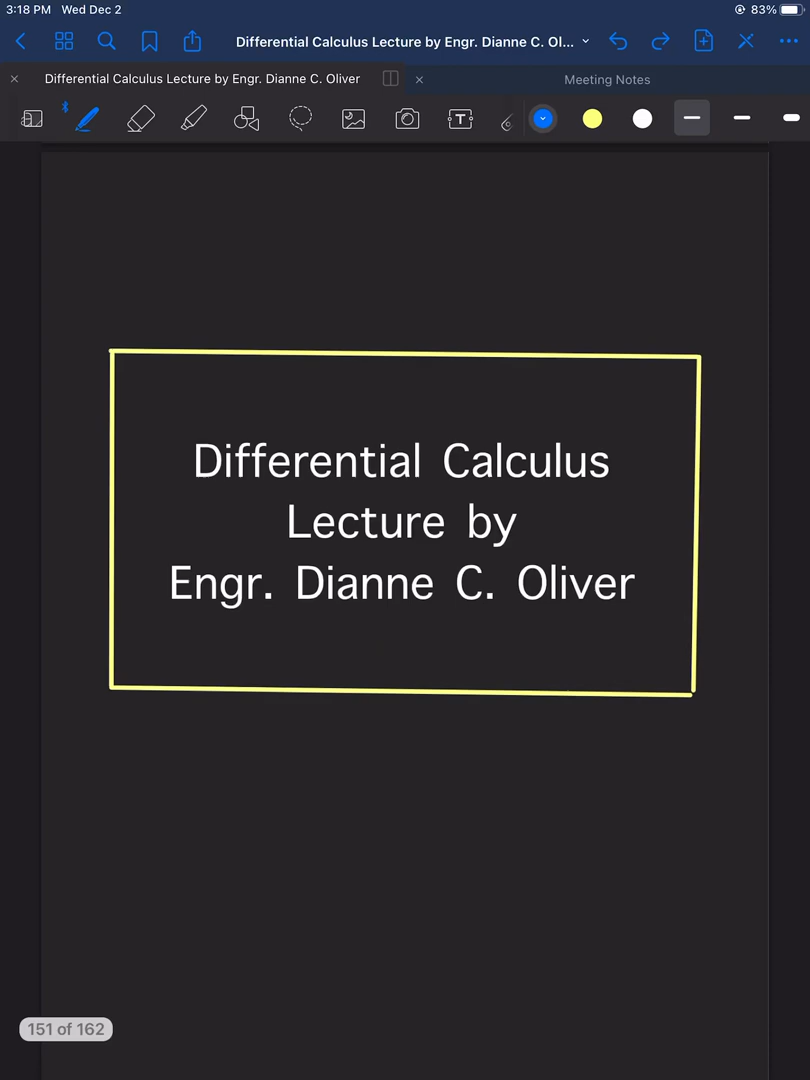 3:18 PM Wed Dec 2 83%
Differential Calculus Lecture by Engr. Dianne C. Ol...
Differential Calculus Lecture by Engr. Dianne C. Oliver Meeting Notes
T
Differential Calculus
Lecture by
Engr. Dianne C. Oliver
151 of 162